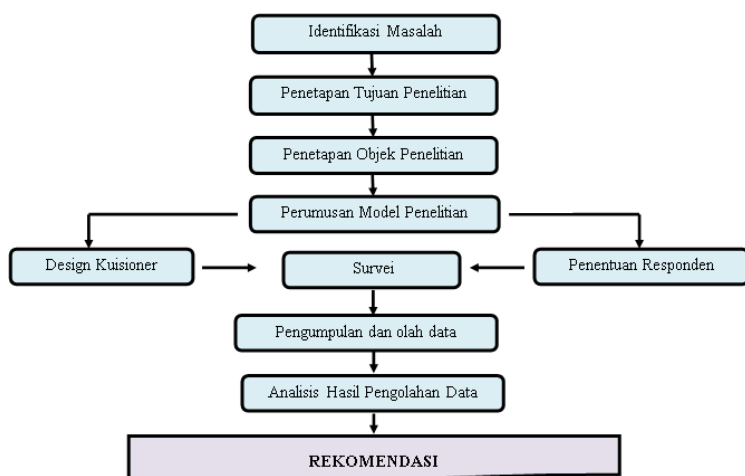 Identifikasi Masalah
Penetapan Tujuan Penelitian
Penetapan Objek Penelitian
Perumusan Model Penelitian
Design Kuisioner
Survei
Penentuan Responden
Pengumpulan dan olah data
Analisis Hasil Pengolahan Data
REKOMENDASI